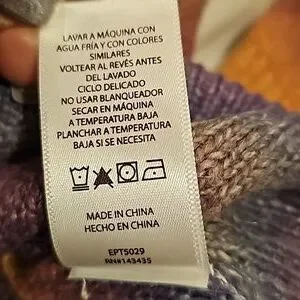 LAVAR A MÁQUINA CON
AGUA FRÍA Y CON COLORES
SIMILARES
VOLTEAR AL REVÉS ANTES
DEL LAVADO
CICLO DELICADO
NO USAR BLANQUEADOR
SECAR EN MÁQUINA
A TEMPERATURA BAJA
PLANCHAR A TEMPERATURA
BAJA SI SE NECESITA
MADE IN CHINA
HECHO EN CHINA
EPT5029
RN#143435